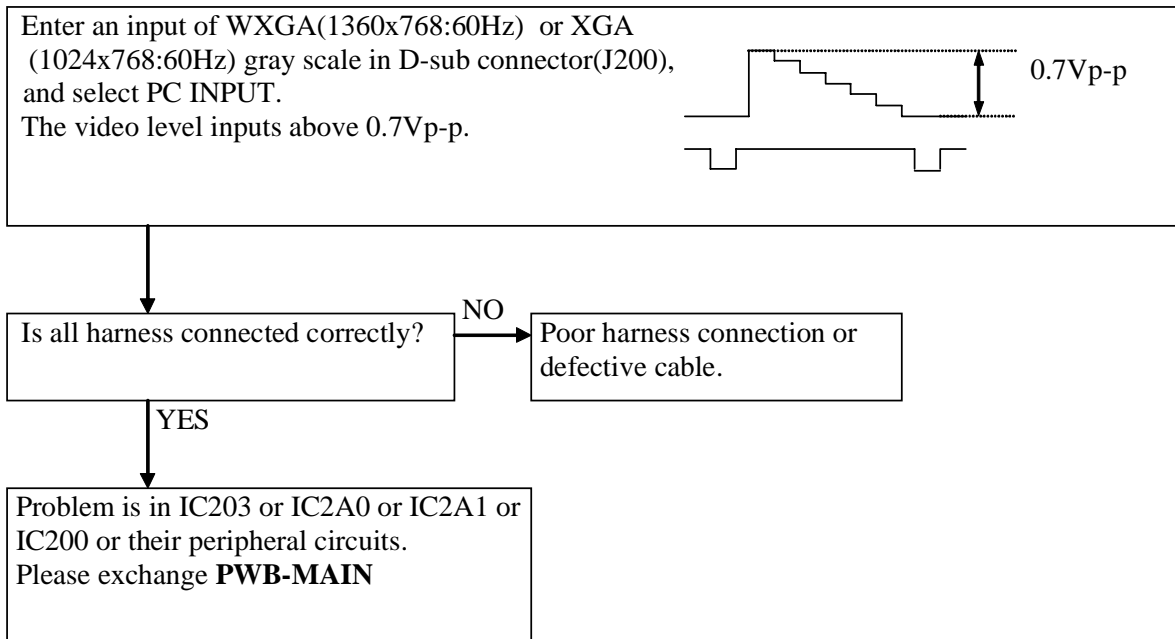 Enter an input of WXGA(1360x768:60Hz) or XGA
(1024x768:60Hz) gray scale in D-sub connector(J200),
and select PC INPUT.
The video level inputs above 0.7Vp-p.
0.7Vp-p
Is all harness connected correctly?
NO
Poor harness connection or
defective cable.
YES
Problem is in IC203 or IC2A0 or IC2A1 or
IC200 or their peripheral circuits.
Please exchange PWB-MAIN